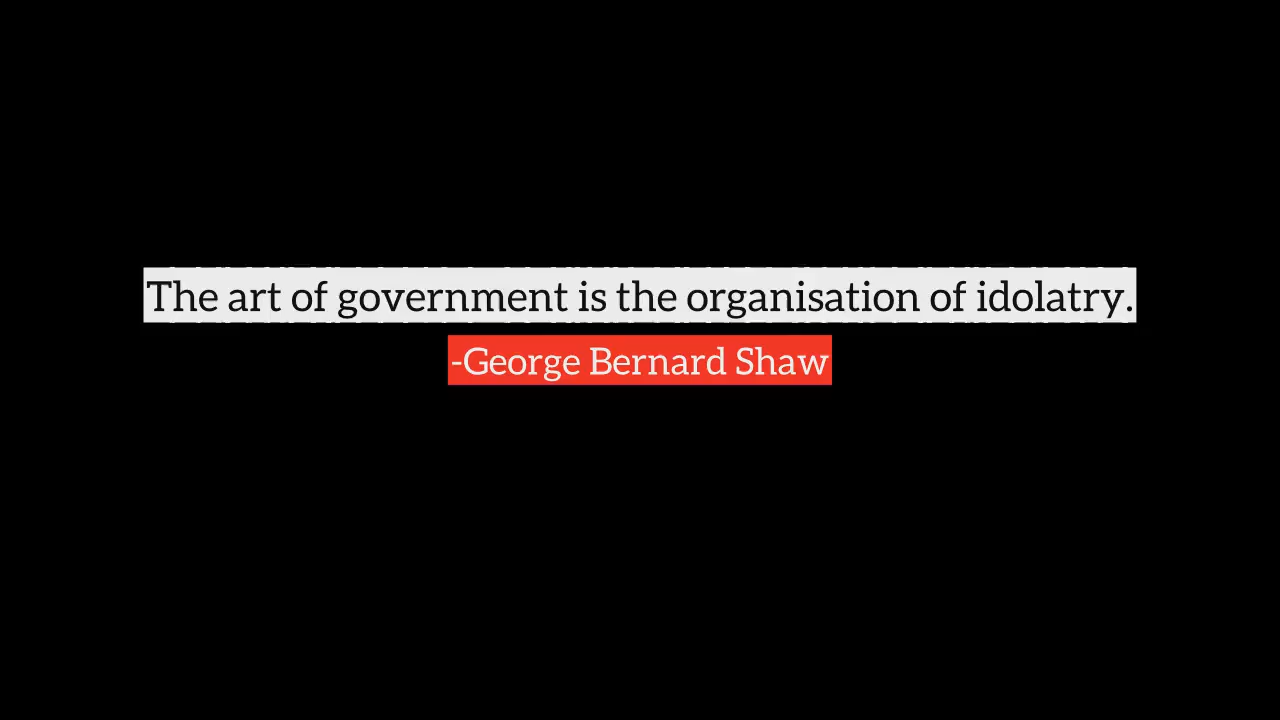 The art of government is the organisation of idolatry.
-George Bernard Shaw